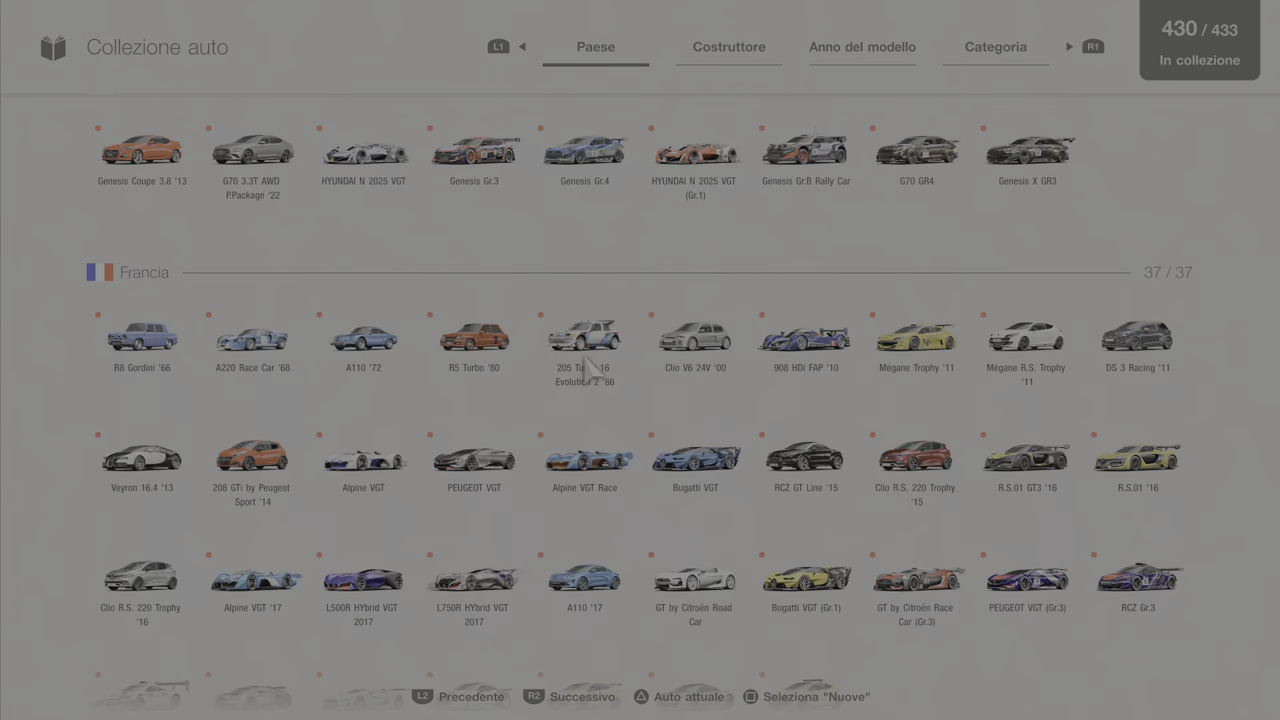 Collezione auto
L1
Paese
Costruttore
Anno del modello
Categoria
R1
430 / 433
In collezione
Genesis Coupe 3.8 '13
G70 3.3T AWD
P.Package '22
HYUNDAI N 2025 VGT
Genesis Gr.3
Genesis Gr.4
HYUNDAI N 2025 VGT
(Gr.1)
Genesis Gr.B Rally Car
G70 GR4
Genesis X GR3
Francia
37 / 37
R8 Gordini '66
A220 Race Car '68
A110 '72
R5 Turbo '80
205 Tu 16
Evolution 2 '86
Clio V6 24V '00
908 HDi FAP '10
Mégane Trophy '11
Mégane R.S. Trophy
'11
DS 3 Racing '11
Veyron 16.4 '13
208 GTi by Peugeot
Sport '14
Alpine VGT
PEUGEOT VGT
Alpine VGT Race
Bugatti VGT
RCZ GT Line '15
Clio R.S. 220 Trophy
'15
R.S.01 GT3 '16
R.S.01 '16
Clio R.S. 220 Trophy
'16
Alpine VGT '17
L500R HYbrid VGT
2017
L750R HYbrid VGT
2017
A110 '17
GT by Citroën Road
Car
Bugatti VGT (Gr.1)
GT by Citroën Race
Car (Gr.3)
PEUGEOT VGT (Gr.3)
RCZ Gr.3
L2 Precedente
R2 Successivo
Auto attuale
Seleziona "Nuove"